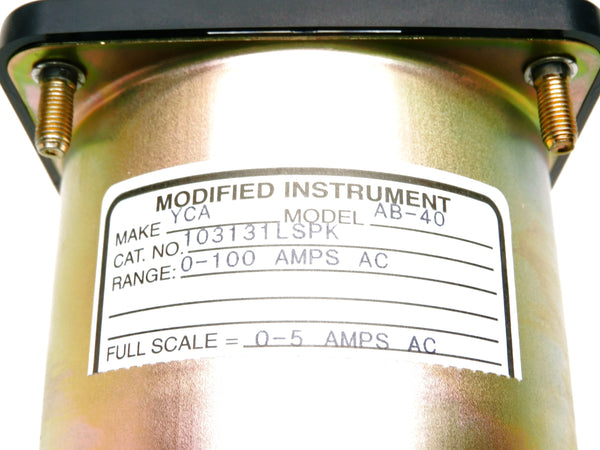 MODIFIED INSTRUMENT
MAKE YCA MODEL AB-40
CAT. NO. 103131LSPK
RANGE: 0-100 AMPS AC
FULL SCALE = 0-5 AMPS AC